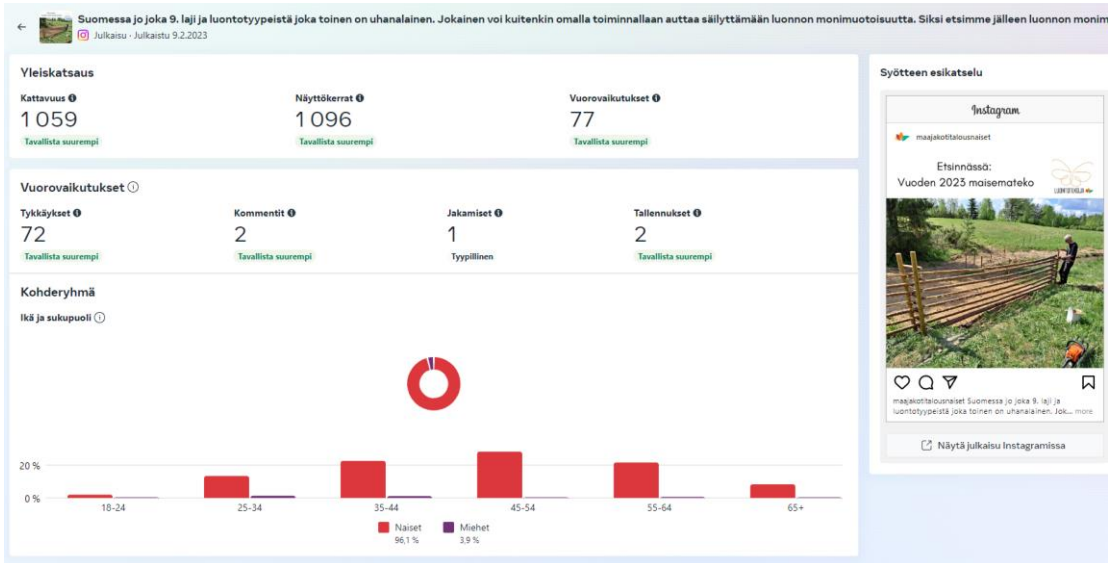 Suomessa jo joka 9. laji ja luontotyypeistä joka toinen on uhanalainen. Jokainen voi kuitenkin omalla toiminnallaan auttaa säilyttämään luonnon monimuotoisuutta. Siksi etsimme jälleen luonnon monim
Julkaisu · Julkaistu 9.2.2023
Yleiskatsaus
Kattavuus Näyttökerrat Vuorovaikutukset
1 059 1 096 77
Tavallista suurempi Tavallista suurempi Tavallista suurempi
Vuorovaikutukset
Tykkäykset Kommentit Jakamiset Tallennukset
72 2 1 2
Tavallista suurempi Tavallista suurempi Tyypillinen Tavallista suurempi
Kohderyhmä
Ikä ja sukupuoli
20 %
0 %
18-24 25-34 35-44 45-54 55-64 65+
Naiset Miehet
96,1 % 3,9 %
Syötteen esikatselu
Instagram
maajakotitalousnaiset
Etsinnässä:
Vuoden 2023 maisemateko
LUONTOTEKOJA
maajakotitalousnaiset Suomessa jo joka 9. laji ja
luontotyypeistä joka toinen on uhanalainen. Jok... more
Näytä julkaisu Instagramissa